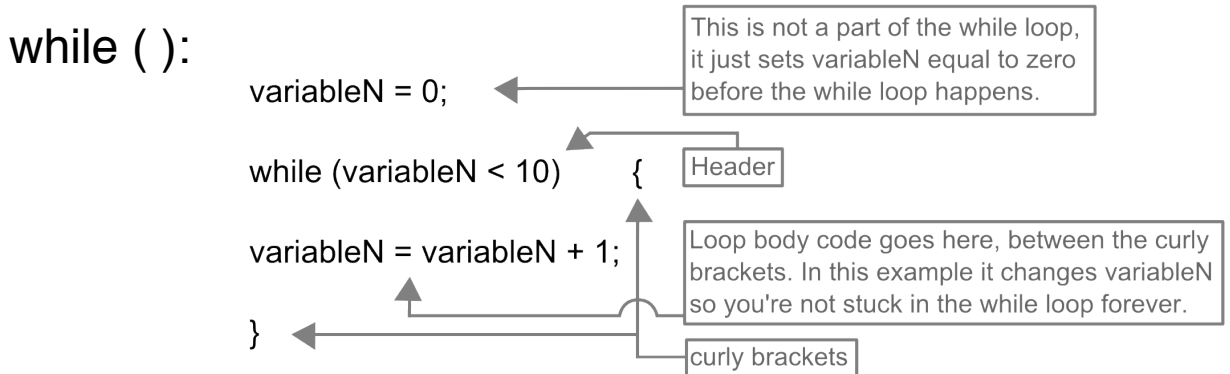 while ( ):
This is not a part of the while loop,
it just sets variableN equal to zero
before the while loop happens.
variableN = 0;
Header
while (variableN < 10) {
Loop body code goes here, between the curly
brackets. In this example it changes variableN
so you're not stuck in the while loop forever.
variableN = variableN + 1;
}
curly brackets